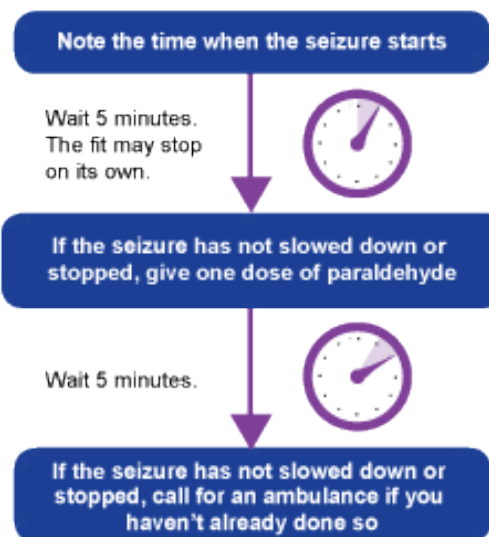 Note the time when the seizure starts
Wait 5 minutes.
The fit may stop
on its own.
If the seizure has not slowed down or
stopped, give one dose of paraldehyde
Wait 5 minutes.
If the seizure has not slowed down or
stopped, call for an ambulance if you
haven't already done so